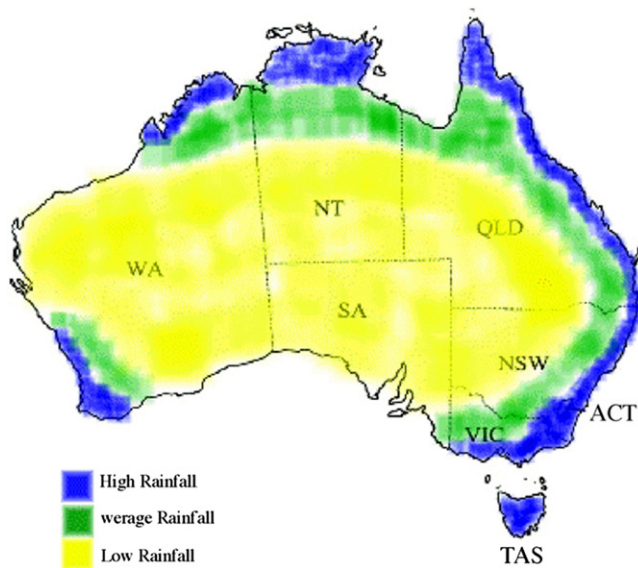 NT
QLD
WA
SA
NSW
ACT
VIC
High Rainfall
werage Rainfall
Low Rainfall
TAS